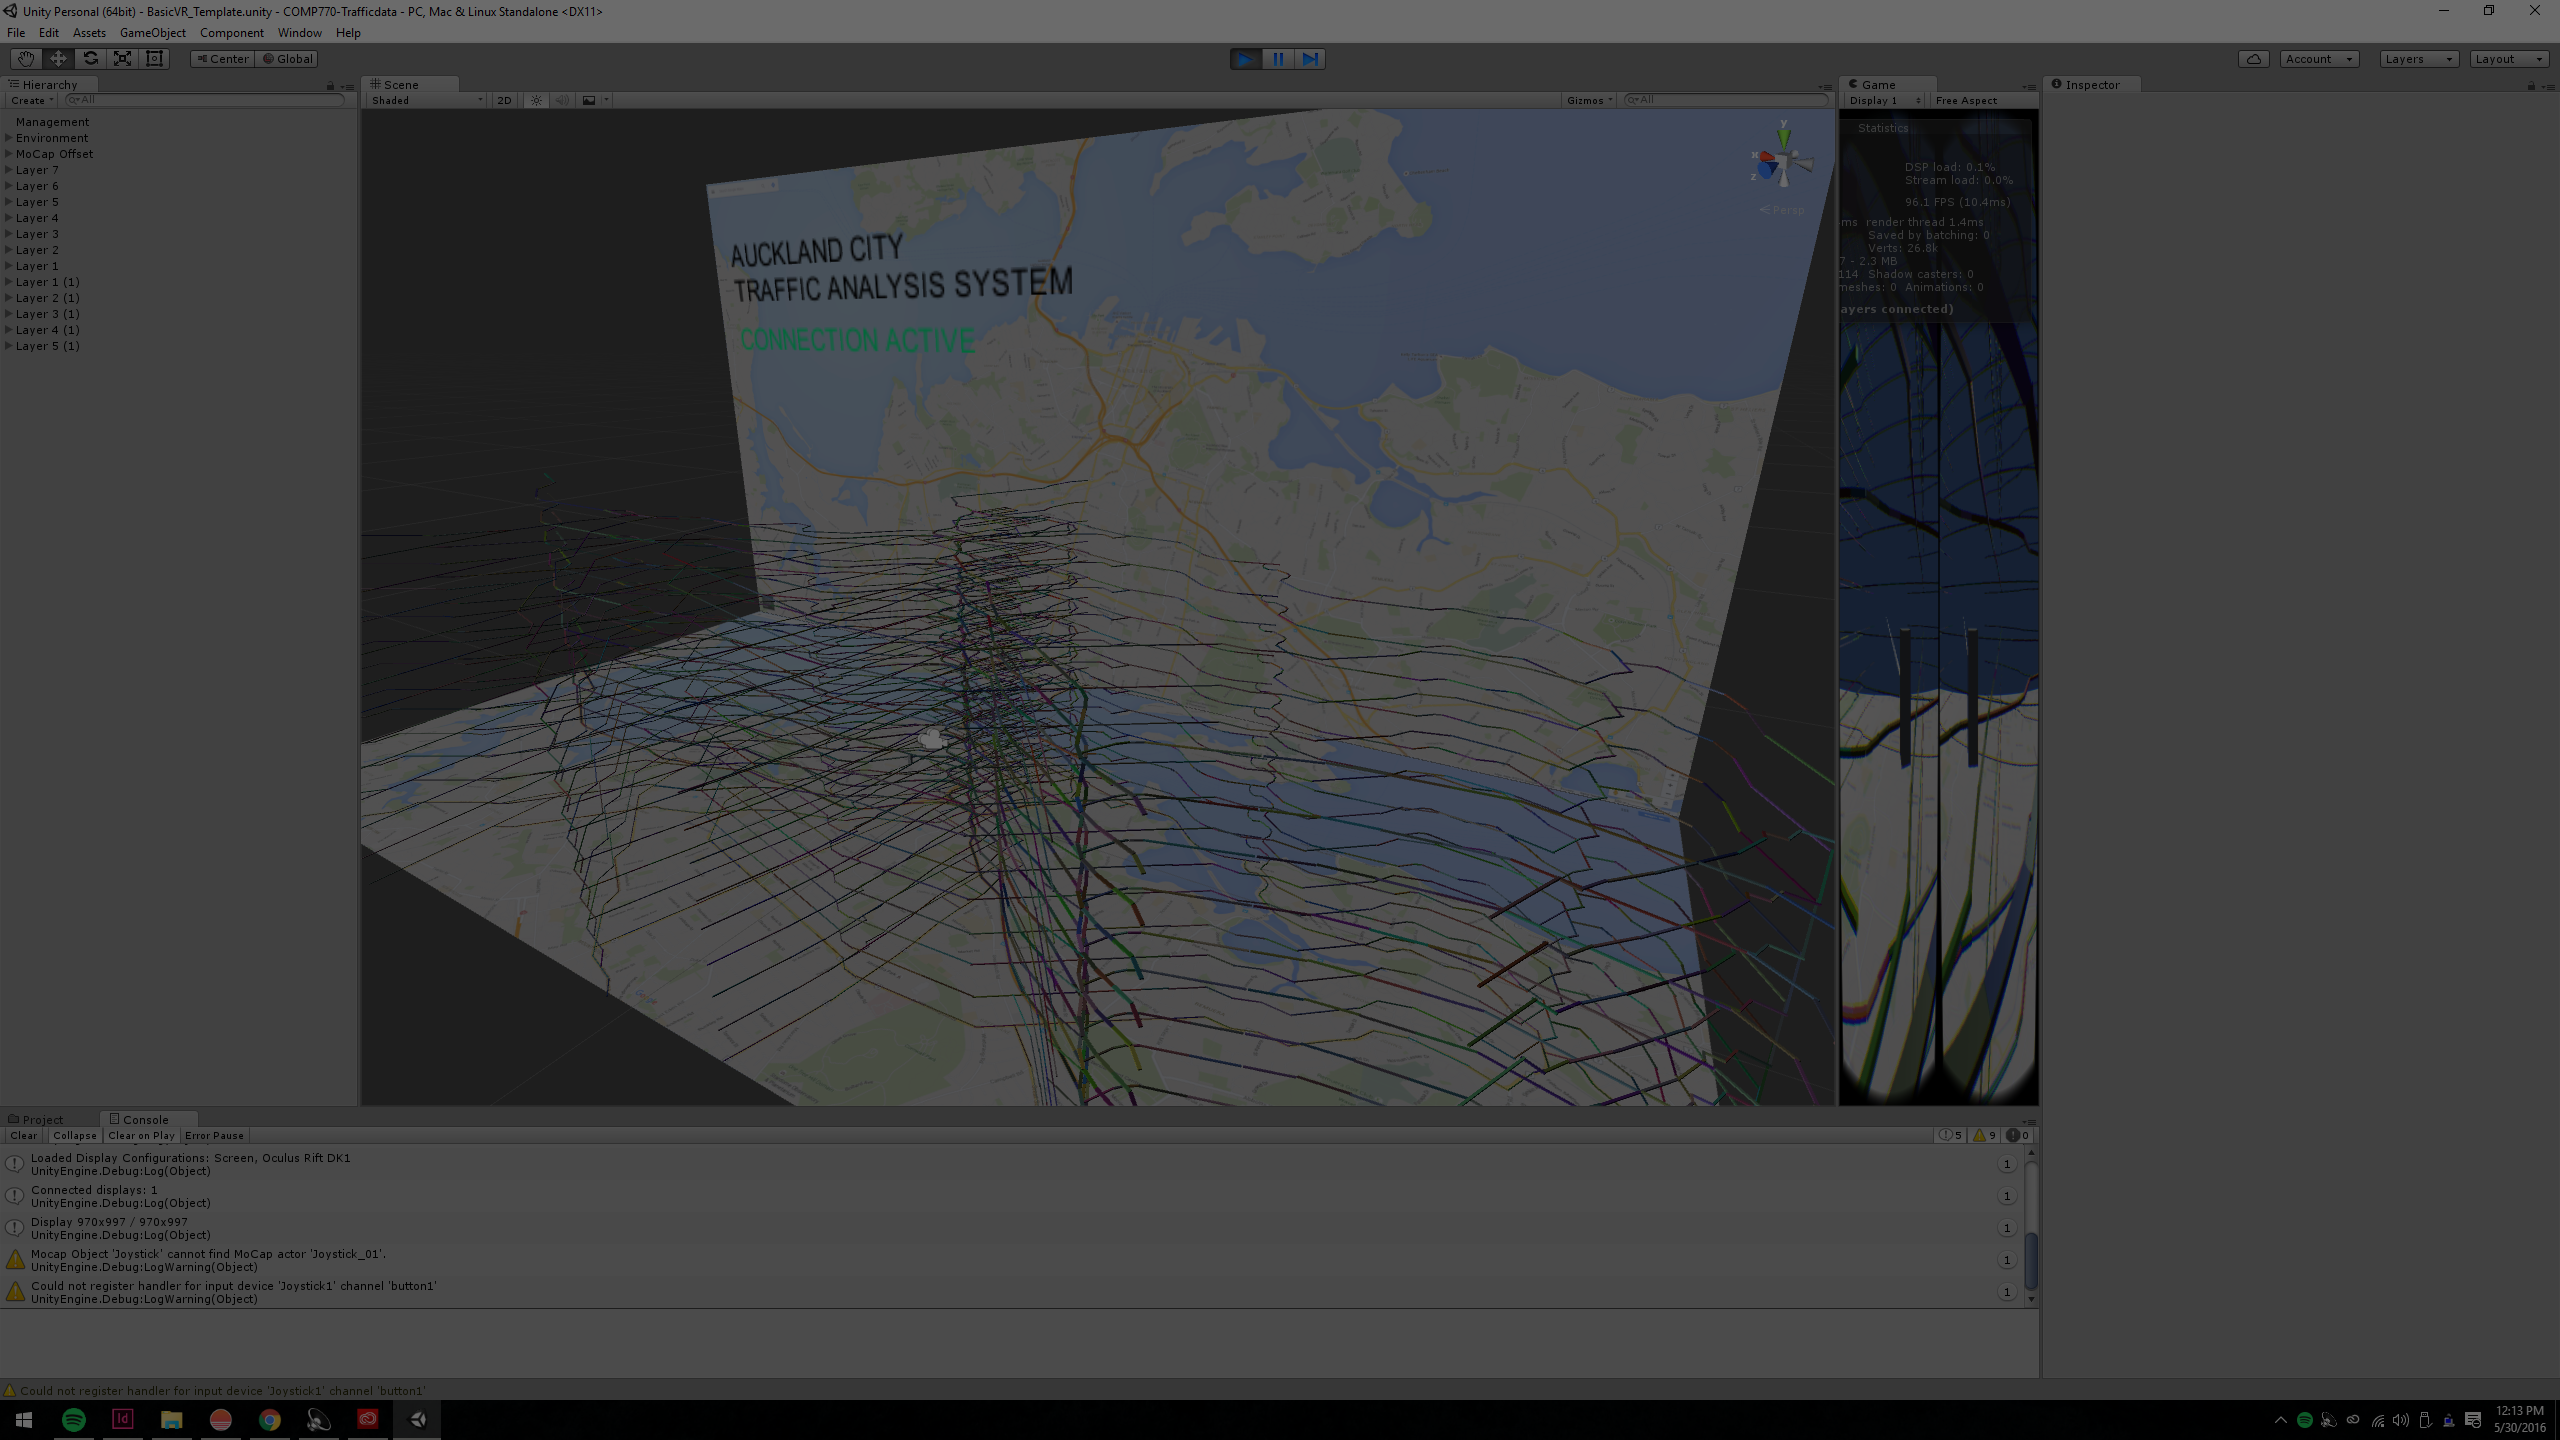 Unity Personal (64bit) - BasicVR_Template.unity - COMP770-Trafficdata - PC, Mac & Linux Standalone <DX11>
File Edit Assets GameObject Component Window Help
Center Global
Account Layers Layout
Hierarchy
Create All
Management
Environment
MoCap Offset
Layer 7
Layer 6
Layer 5
Layer 4
Layer 3
Layer 2
Layer 1
Layer 1 (1)
Layer 2 (1)
Layer 3 (1)
Layer 4 (1)
Layer 5 (1)
Scene
Shaded 2D Gizmos All
y
x
z
Persp
AUCKLAND CITY
TRAFFIC ANALYSIS SYSTEM
CONNECTION ACTIVE
Game
Display 1 Free Aspect
Statistics
DSP load: 0.1%
Stream load: 0.0%
96.1 FPS (10.4ms)
ms render thread 1.4ms
Saved by batching: 0
Verts: 26.8k
7 - 2.3 MB
114 Shadow casters: 0
meshes: 0 Animations: 0
ayers connected)
Inspector
Project Console
Clear Collapse Clear on Play Error Pause 5 9 0
Loaded Display Configurations: Screen, Oculus Rift DK1
UnityEngine.Debug:Log(Object)
1
Connected displays: 1
UnityEngine.Debug:Log(Object)
1
Display 970x997 / 970x997
UnityEngine.Debug:Log(Object)
1
Mocap Object 'Joystick' cannot find MoCap actor 'Joystick_01'.
UnityEngine.Debug:LogWarning(Object)
1
Could not register handler for input device 'Joystick1' channel 'button1'
UnityEngine.Debug:LogWarning(Object)
1
Could not register handler for input device 'Joystick1' channel 'button1'
Id
12:13 PM
5/30/2016